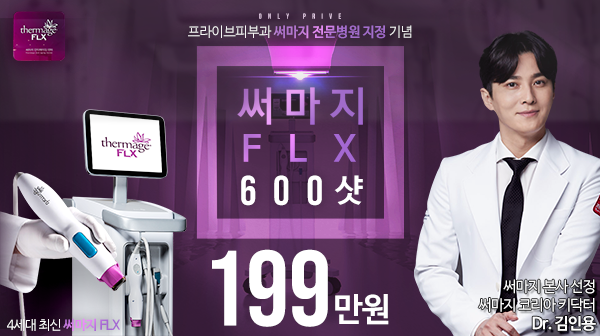 ONLY PRIVE
프라이브피부과 써마지 전문병원 지정 기념
thermage
FLX
써마지
FLX
600샷
thermage
FLX
199만원
4세대 최신 써마지 FLX
써마지 본사 선정
써마지 코리아 키닥터
Dr. 김인용